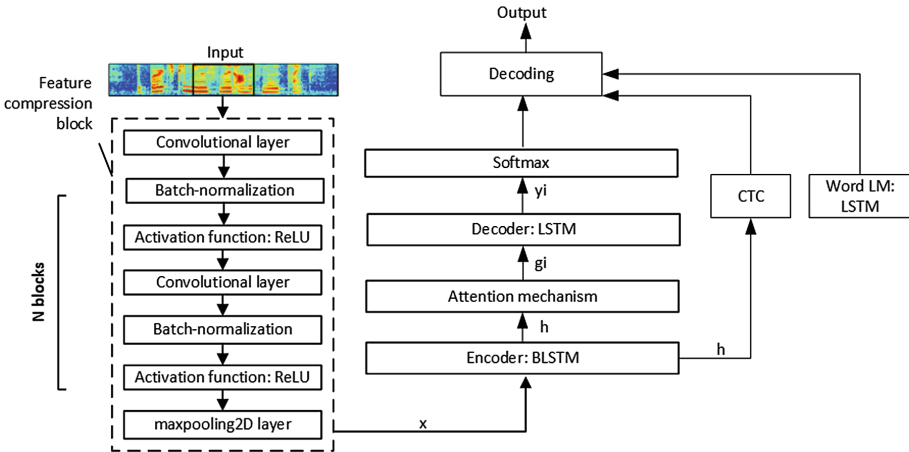 Input
Feature
compression
block
Convolutional layer
Batch-normalization
Activation function: ReLU
Convolutional layer
Batch-normalization
Activation function: ReLU
maxpooling2D layer
N blocks
x
Output
Decoding
Softmax
yi
Decoder: LSTM
gi
Attention mechanism
h
Encoder: BLSTM
h
CTC
Word LM:
LSTM